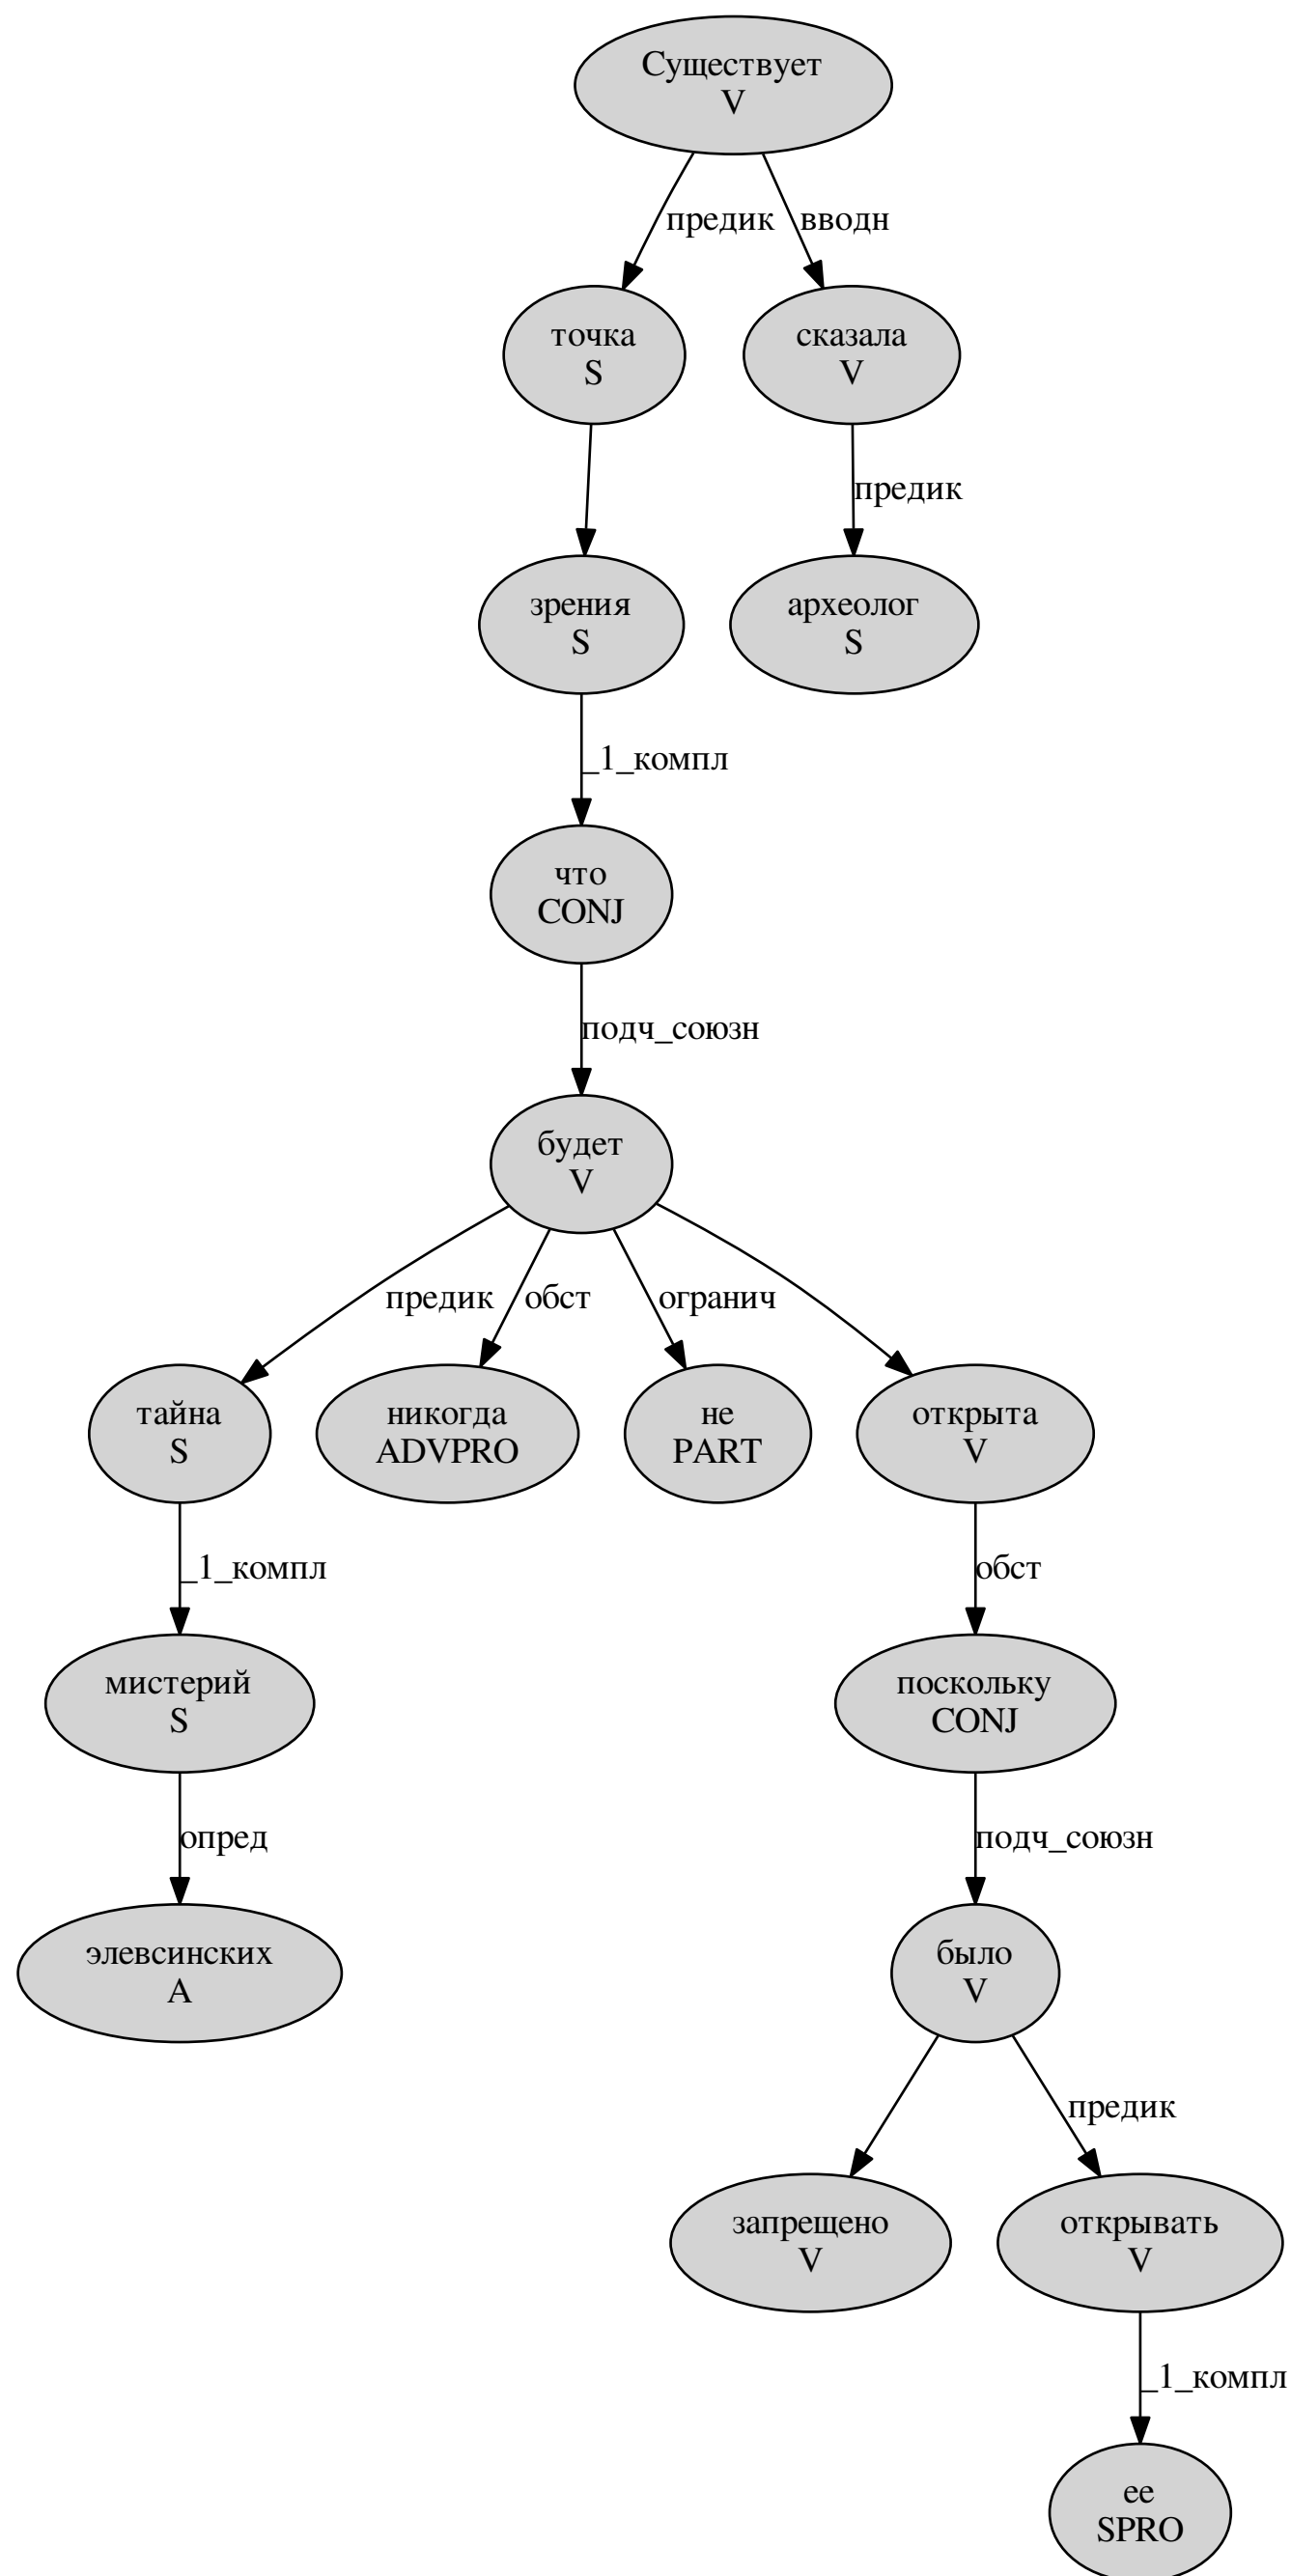 Существует
V
предик
вводн
точка
S
сказала
V
предик
зрения
S
археолог
S
_1_компл
что
CONJ
подч_союзн
будет
V
предик
обст
огранич
тайна
S
никогда
ADVPRO
не
PART
открыта
V
_1_компл
обст
мистерий
S
поскольку
CONJ
опред
подч_союзн
элевсинских
A
было
V
предик
запрещено
V
открывать
V
_1_компл
ее
SPRO